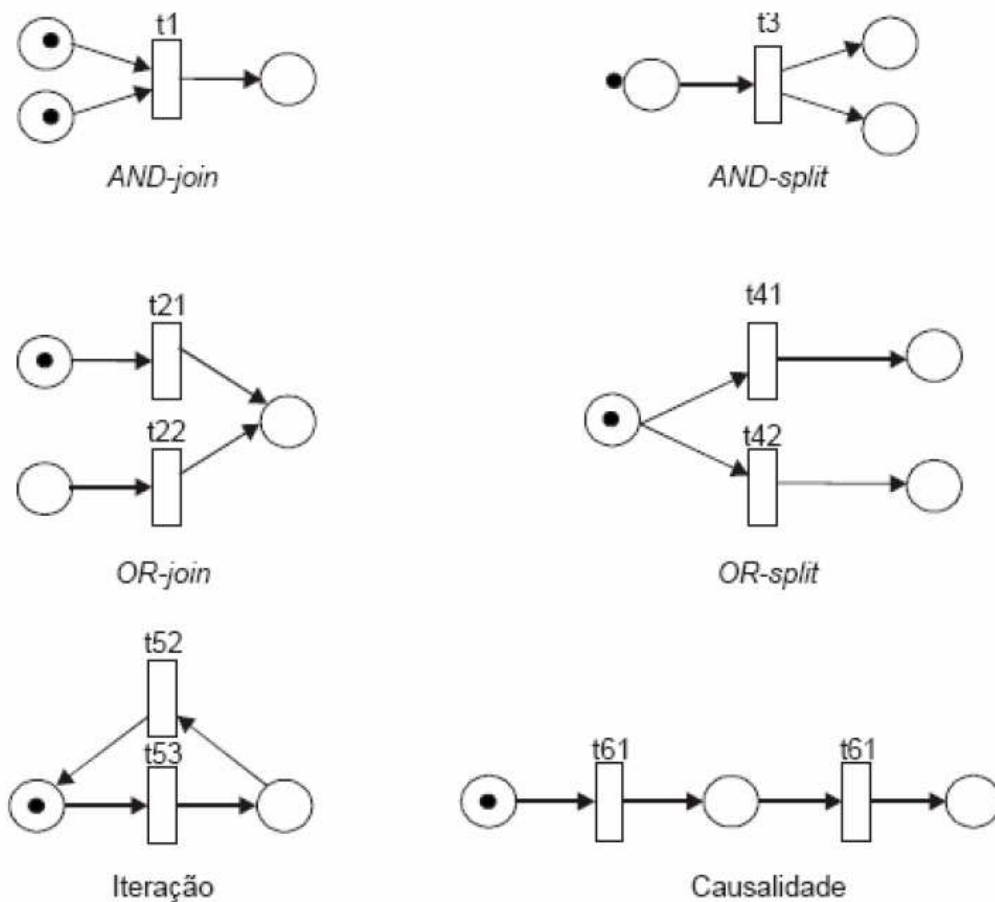 t1
t3
AND-join
AND-split
t21
t41
t22
t42
OR-join
OR-split
t52
t53
t61
t61
Iteração
Causalidade